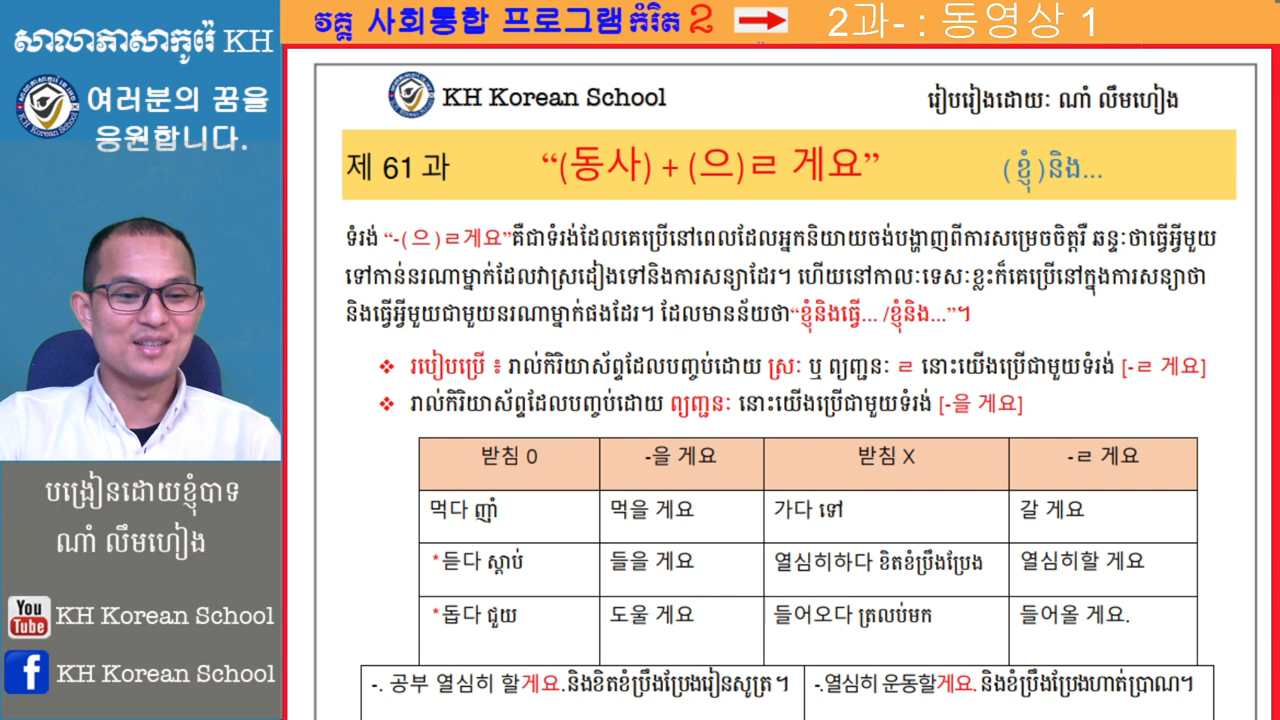 សាលាភាសាកូរ៉េ KH
여러분의 꿈을
응원합니다.
បង្រៀនដោយខ្ញុំបាទ
ណាំ លឹមហៀង
You Tube KH Korean School
f KH Korean School
វគ្គ 사회통합 프로그램 កំរិត 2 2과- : 동영상 1
KH Korean School រៀបរៀងដោយ: ណាំ លឹមហៀង
제 61 과 “(동사) + (으)ㄹ 게요” ( ខ្ញុំ )និង...
ទំរង់ “-( 으 )ㄹ게요”គឺជាទំរង់ដែលគេប្រើនៅពេលដែលអ្នកនិយាយចង់បង្ហាញពីការសម្រេចចិត្តរឺ ឆន្ទៈថាធ្វើអ្វីមួយ
ទៅកាន់នរណាម្នាក់ដែលវាស្រដៀងទៅនិងការសន្យាដែរ។ ហើយនៅកាលៈទេសៈខ្លះក៏គេប្រើនៅក្នុងការសន្យាថា
និងធ្វើអ្វីមួយជាមួយនរណាម្នាក់ផងដែរ។ ដែលមានន័យថា“ខ្ញុំនិងធ្វើ... /ខ្ញុំនិង...”។
❖ របៀបប្រើ ៖ រាល់កិរិយាស័ព្ទដែលបញ្ចប់ដោយ ស្រៈ ឬ ព្យញ្ជនៈ ㄹ នោះយើងប្រើជាមួយទំរង់ [-ㄹ 게요]
❖ រាល់កិរិយាស័ព្ទដែលបញ្ចប់ដោយ ព្យញ្ជនៈ នោះយើងប្រើជាមួយទំរង់ [-을 게요]
받침 0 -을 게요 받침 X -ㄹ 게요
먹다 ញាំ 먹을 게요 가다 ទៅ 갈 게요
*듣다 ស្តាប់ 들을 게요 열심히하다 ខិតខំប្រឹងប្រែង 열심히할 게요
*돕다 ជួយ 도울 게요 들어오다 ត្រលប់មក 들어올 게요.
-. 공부 열심히 할게요.និងខិតខំប្រឹងប្រែងរៀនសូត្រ។ -.열심히 운동할게요. និងខំប្រឹងប្រែងហាត់ប្រាណ។